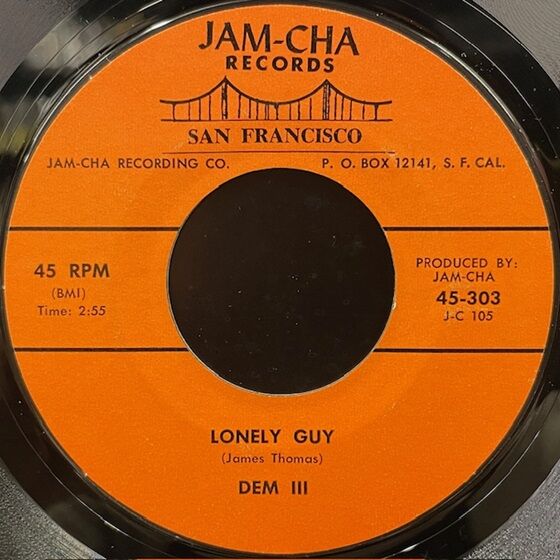 JAM-CHA
RECORDS
SAN FRANCISCO
JAM-CHA RECORDING CO. P. O. BOX 12141, S. F. CAL.
45 RPM
(BMI)
Time: 2:55
PRODUCED BY:
JAM-CHA
45-303
J-C 105
LONELY GUY
(James Thomas)
DEM III